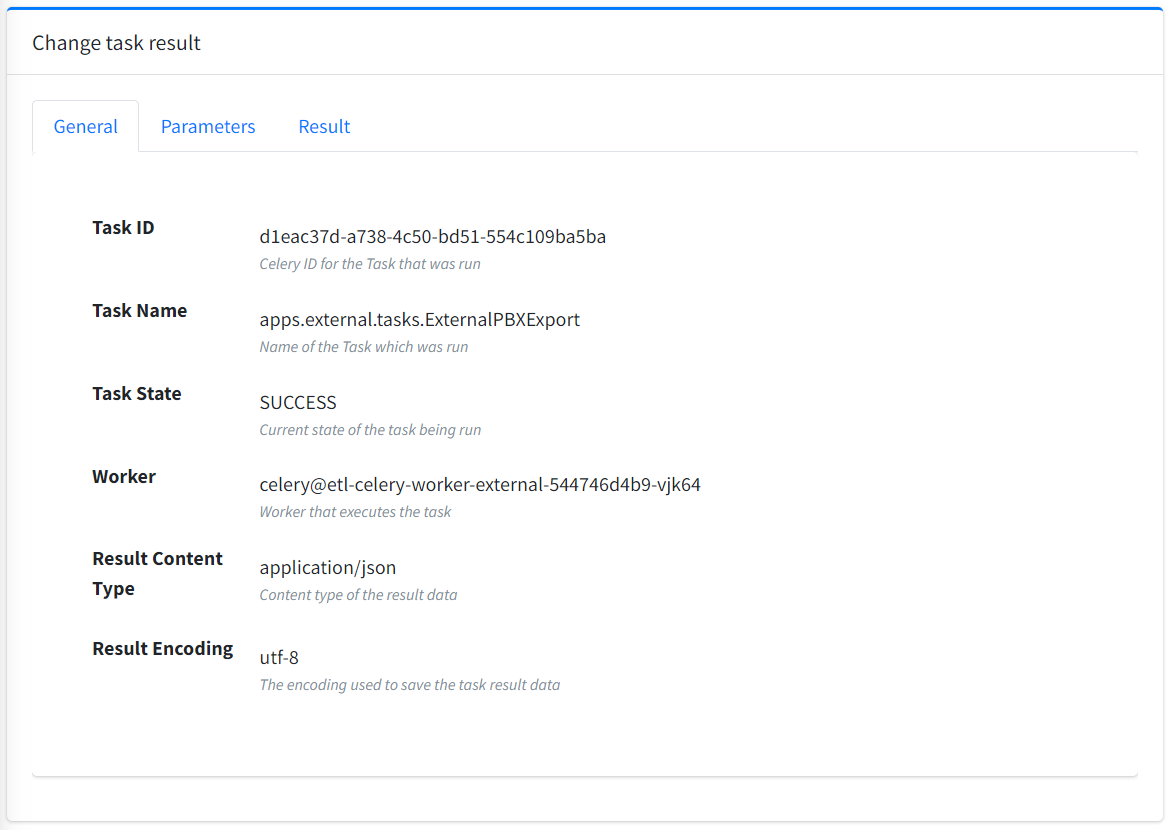 Change task result
General
Parameters
Result
Task ID
d1eac37d-a738-4c50-bd51-554c109ba5ba
Celery ID for the Task that was run
Task Name
apps.external.tasks.ExternalPBXExport
Name of the Task which was run
Task State
SUCCESS
Current state of the task being run
Worker
celery@etl-celery-worker-external-544746d4b9-vjk64
Worker that executes the task
Result Content
Type
application/json
Content type of the result data
Result Encoding
utf-8
The encoding used to save the task result data